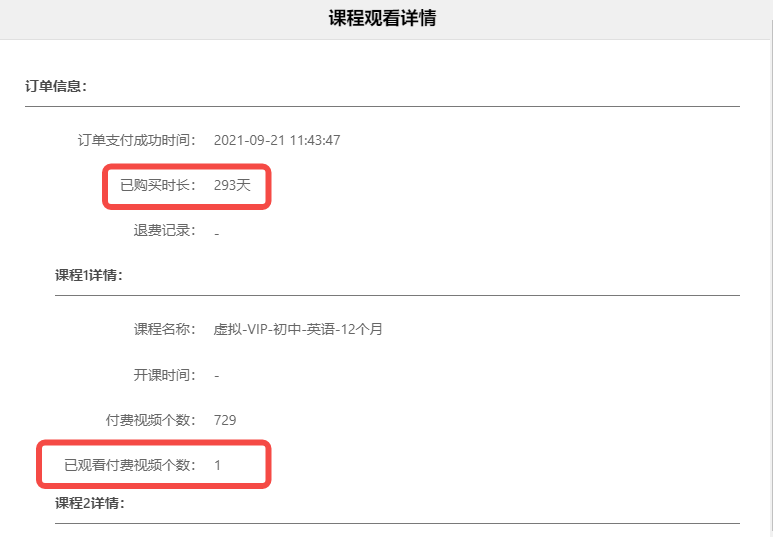 课程观看详情
订单信息：
订单支付成功时间： 2021-09-21 11:43:47
已购买时长： 293天
退费记录： -
课程1详情：
课程名称： 虚拟-VIP-初中-英语-12个月
开课时间： -
付费视频个数： 729
已观看付费视频个数： 1
课程2详情：